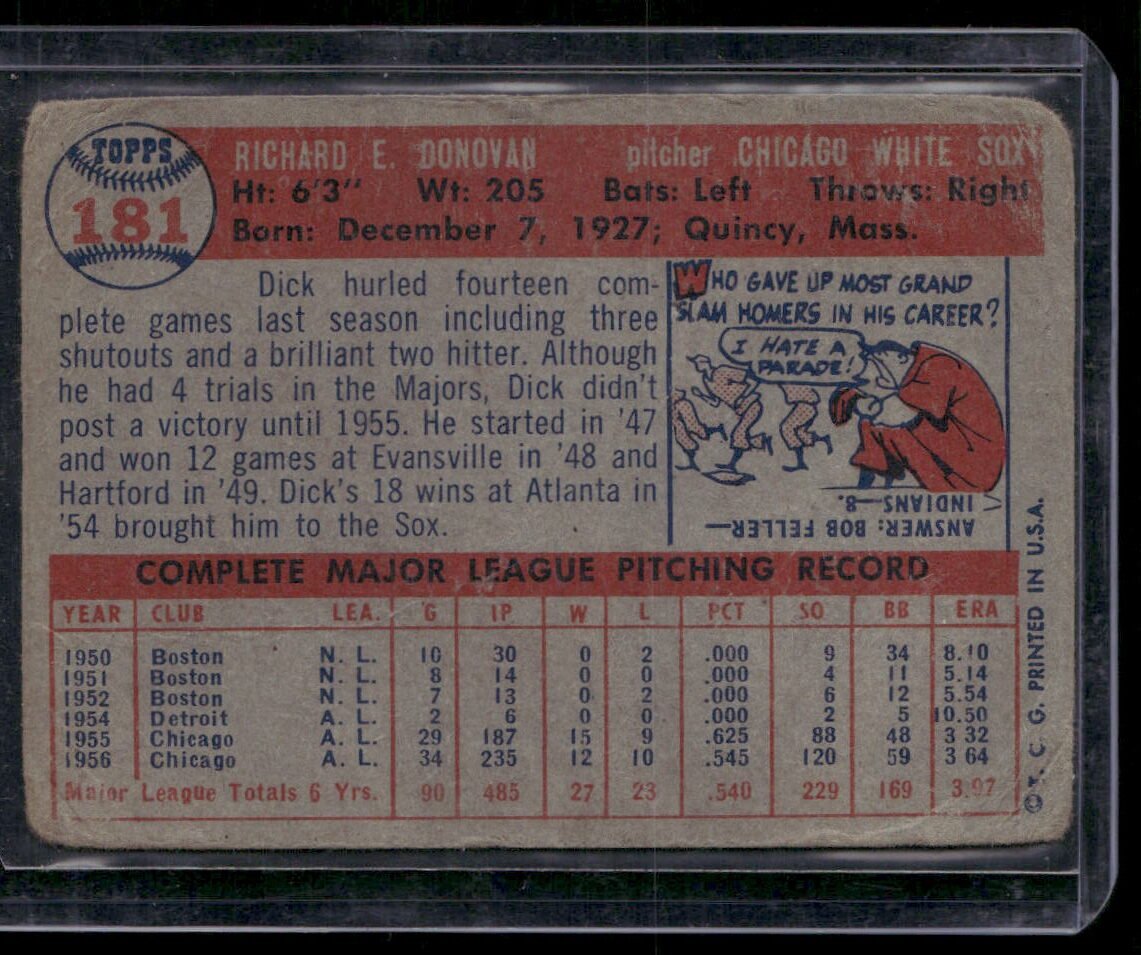 TOPPS
181
RICHARD E. DONOVAN pitcher CHICAGO WHITE SOX
Ht: 6'3" Wt: 205 Bats: Left Throws: Right
Born: December 7, 1927; Quincy, Mass.
Dick hurled fourteen com-
plete games last season including three
shutouts and a brilliant two hitter. Although
he had 4 trials in the Majors, Dick didn't
post a victory until 1955. He started in '47
and won 12 games at Evansville in '48 and
Hartford in '49. Dick's 18 wins at Atlanta in
'54 brought him to the Sox.
WHO GAVE UP MOST GRAND
SLAM HOMERS IN HIS CAREER?
I HATE A
PARADE!
ANSWER: BOB FELLER—
INDIANS—8.
COMPLETE MAJOR LEAGUE PITCHING RECORD
YEAR CLUB LEA. G IP W L PCT SO BB ERA
1950 Boston N. L. 10 30 0 2 .000 9 34 8.10
1951 Boston N. L. 8 14 0 0 .000 4 11 5.14
1952 Boston N. L. 7 13 0 2 .000 6 12 5.54
1954 Detroit A. L. 2 6 0 0 .000 2 5 10.50
1955 Chicago A. L. 29 187 15 9 .625 88 48 3 32
1956 Chicago A. L. 34 235 12 10 .545 120 59 3 64
Major League Totals 6 Yrs. 90 485 27 23 .540 229 169 3.97
© T. C. G. PRINTED IN U.S.A.